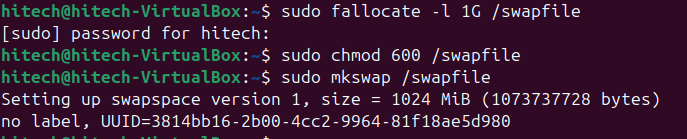 hitech@hitech-VirtualBox:~$ sudo fallocate -l 1G /swapfile
[sudo] password for hitech:
hitech@hitech-VirtualBox:~$ sudo chmod 600 /swapfile
hitech@hitech-VirtualBox:~$ sudo mkswap /swapfile
Setting up swapspace version 1, size = 1024 MiB (1073737728 bytes)
no label, UUID=3814bb16-2b00-4cc2-9964-81f18ae5d980